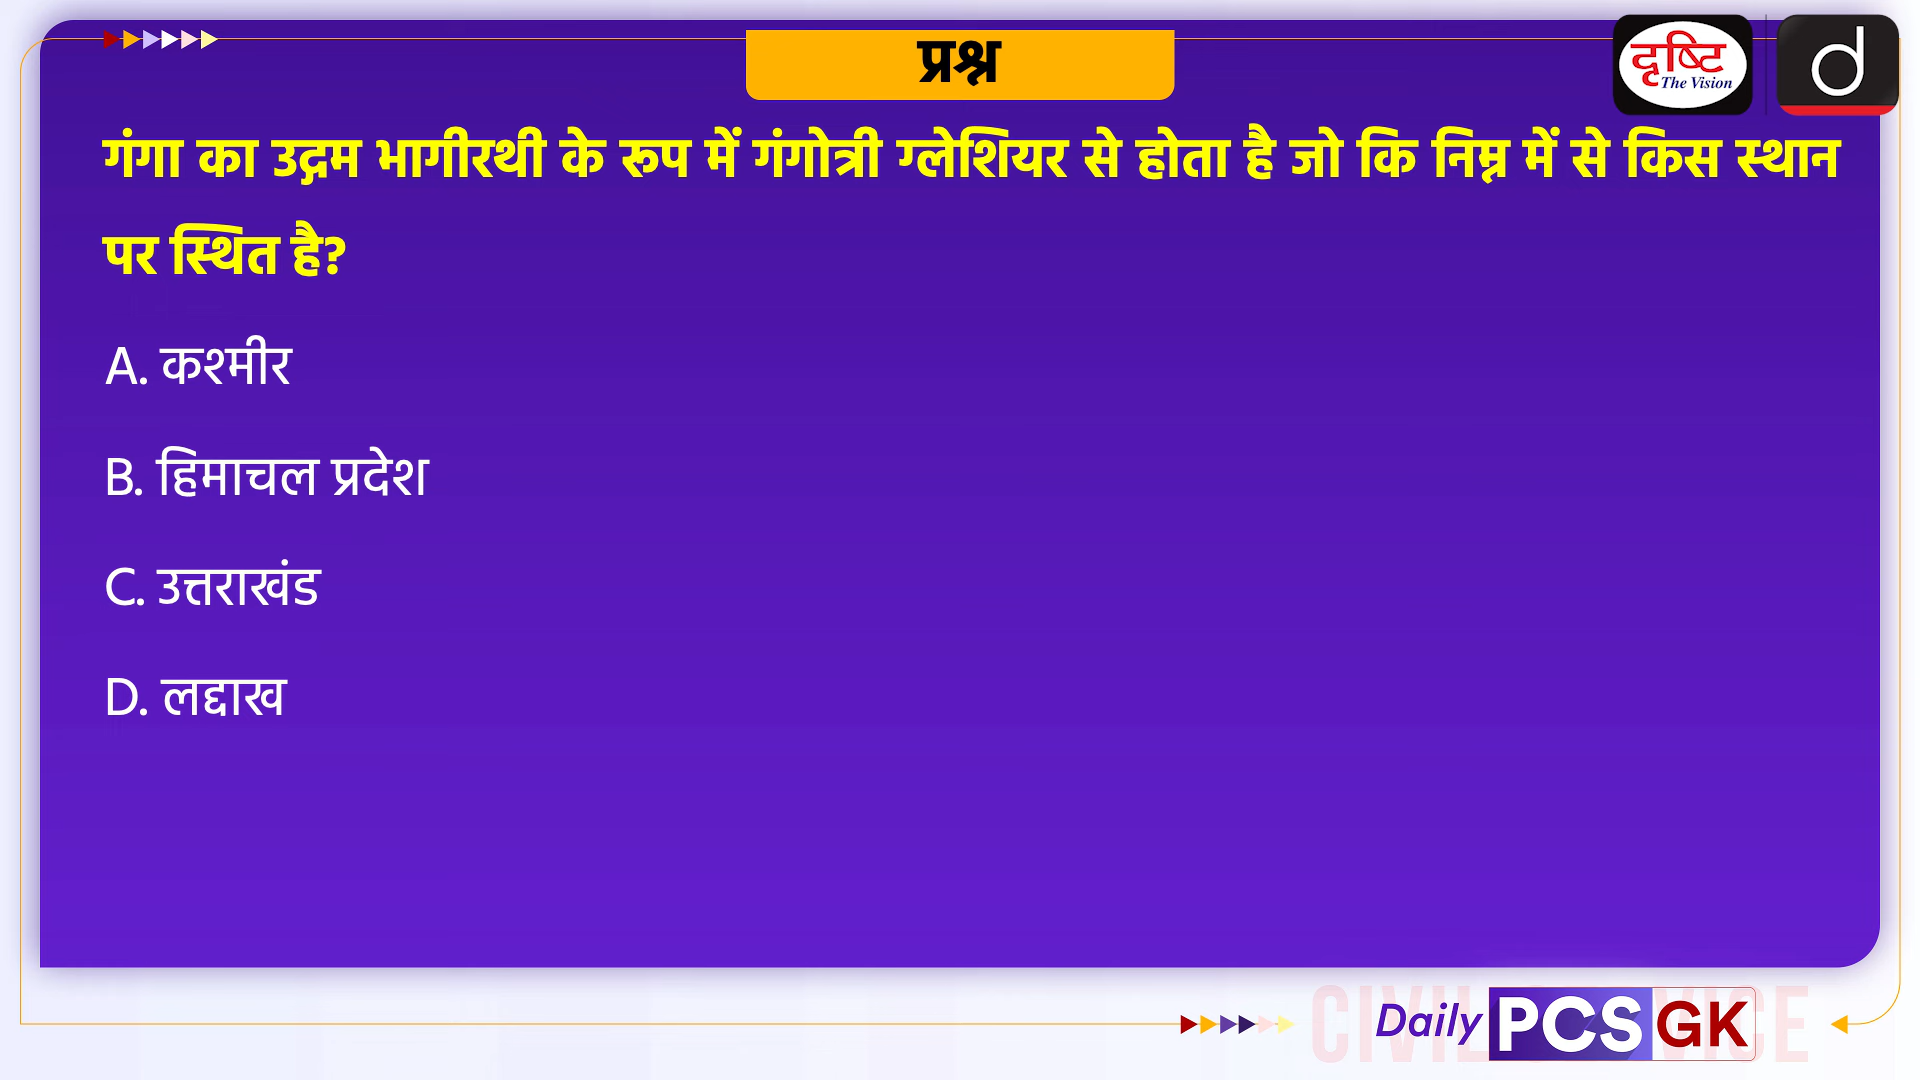 प्रश्न
दृष्टि
The Vision
d
गंगा का उद्गम भागीरथी के रूप में गंगोत्री ग्लेशियर से होता है जो कि निम्न में से किस स्थान
पर स्थित है?
A. कश्मीर
B. हिमाचल प्रदेश
C. उत्तराखंड
D. लद्दाख
Daily PCS GK